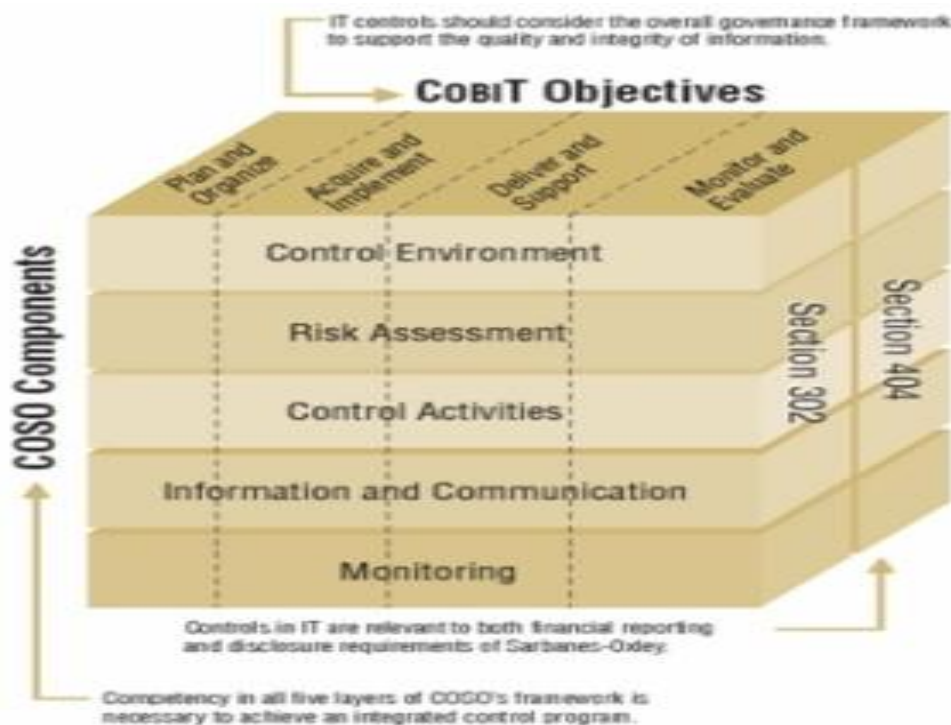 IT controls should consider the overall governance framework
to support the quality and integrity of information.
COBIT Objectives
Plan and
Organize
Acquire and
Implement
Deliver and
Support
Monitor and
Evaluate
COSO Components
Control Environment
Risk Assessment
Control Activities
Information and Communication
Monitoring
Section 302
Section 404
Controls in IT are relevant to both financial reporting
and disclosure requirements of Sarbanes-Oxley.
Competency in all five layers of COSO's framework is
necessary to achieve an integrated control program.